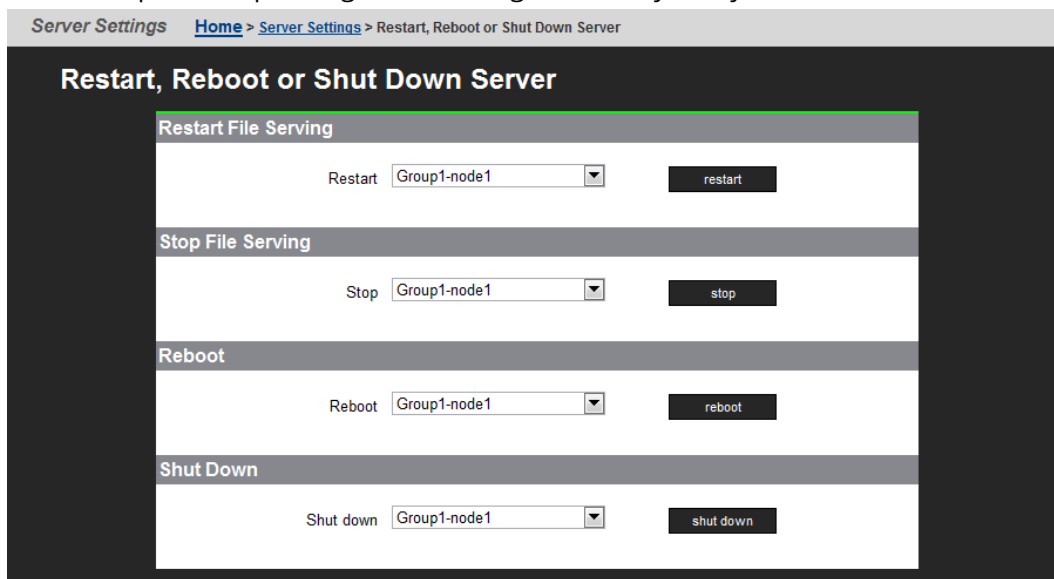 Server Settings Home > Server Settings > Restart, Reboot or Shut Down Server
Restart, Reboot or Shut Down Server
Restart File Serving
Restart Group1-node1 restart
Stop File Serving
Stop Group1-node1 stop
Reboot
Reboot Group1-node1 reboot
Shut Down
Shut down Group1-node1 shut down